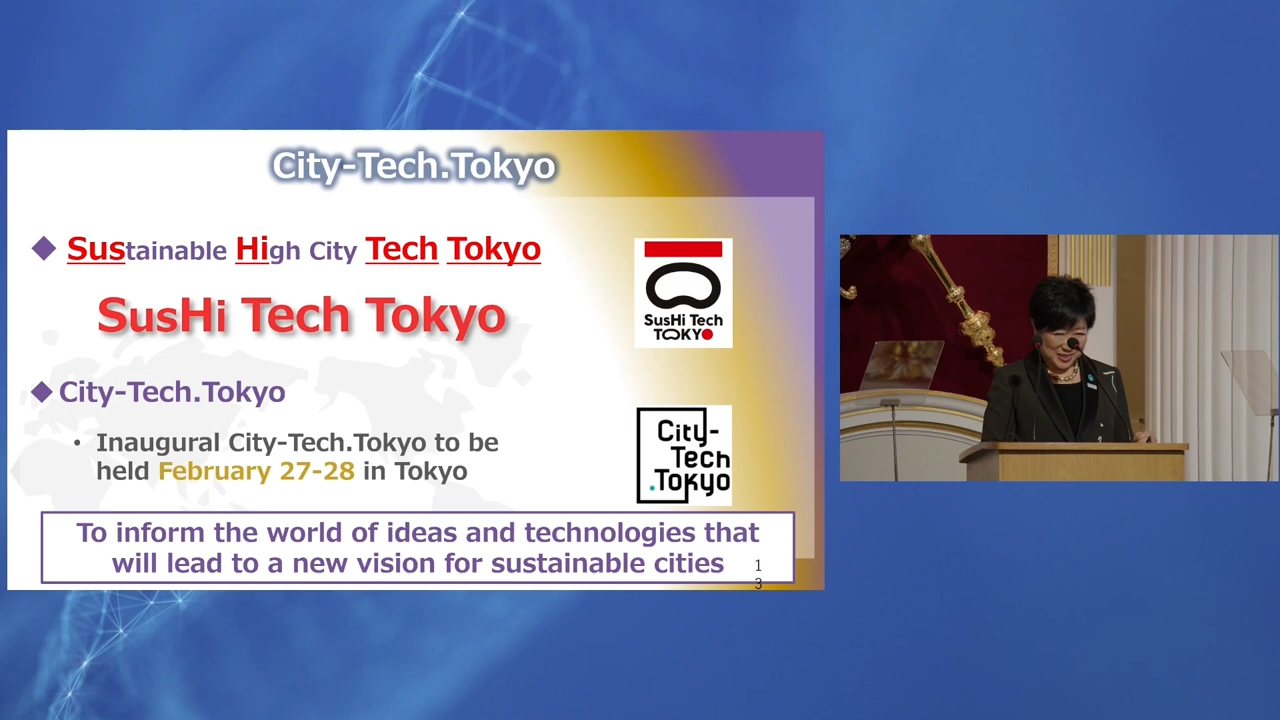 City-Tech.Tokyo
Sustainable High City Tech Tokyo
SusHi Tech Tokyo
SusHi Tech
TOKYO
City-Tech.Tokyo
• Inaugural City-Tech.Tokyo to be
held February 27-28 in Tokyo
City-
Tech
.Tokyo
To inform the world of ideas and technologies that
will lead to a new vision for sustainable cities
1
3